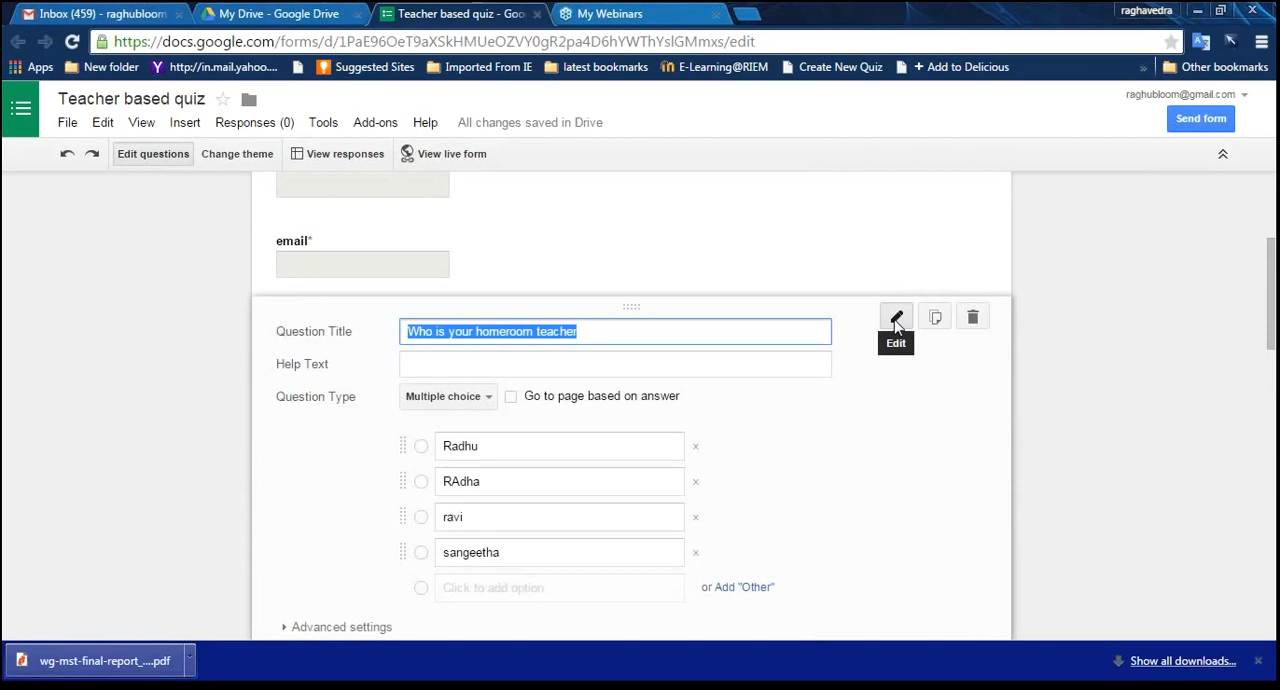 Inbox (459) - raghubloom
My Drive - Google Drive
Teacher based quiz - Goo
My Webinars
raghavedra
https://docs.google.com/forms/d/1PaE96OeT9aXSkHMUeOZVY0gR2pa4D6hYWThYslGMmxs/edit
Apps
New folder
http://in.mail.yahoo....
Suggested Sites
Imported From IE
latest bookmarks
E-Learning@RIEM
Create New Quiz
+ Add to Delicious
»
Other bookmarks
Teacher based quiz
raghubloom@gmail.com
File Edit View Insert Responses (0) Tools Add-ons Help All changes saved in Drive
Send form
Edit questions
Change theme
View responses
View live form
email*
Question Title
Who is your homeroom teacher
Edit
Help Text
Question Type
Multiple choice
Go to page based on answer
Radhu
RAdha
ravi
sangeetha
Click to add option
or Add "Other"
Advanced settings
wg-mst-final-report_....pdf
Show all downloads...